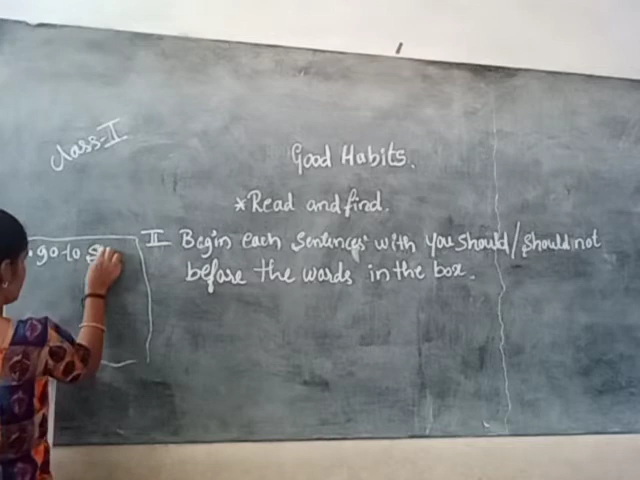 Class-II
Good Habits.
*Read and find.
II Begin each sentences with You should/should not
before the words in the box.
. go to